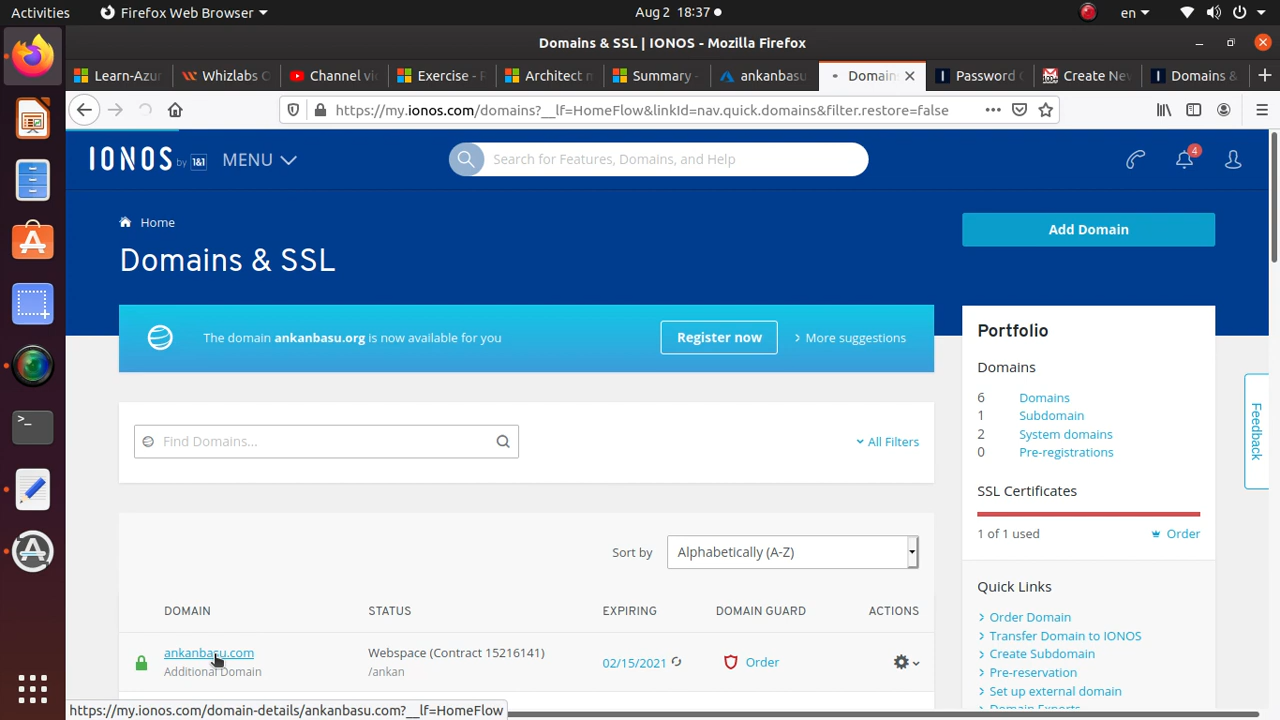 Activities
Firefox Web Browser
Aug 2 18:37
en
Domains & SSL | IONOS - Mozilla Firefox
Learn-Azur
Whizlabs O
Channel vi
Exercise -
Architect m
Summary -
ankanbasu
Domain
Password
Create New
Domains &
https://my.ionos.com/domains?__lf=HomeFlow&linkId=nav.quick.domains&filter.restore=false
IONOS by 1&1
MENU
Search for Features, Domains, and Help
4
Home
Domains & SSL
Add Domain
The domain ankanbasu.org is now available for you
Register now
More suggestions
Find Domains...
All Filters
Portfolio
Domains
6 Domains
1 Subdomain
2 System domains
0 Pre-registrations
SSL Certificates
1 of 1 used
Order
Feedback
Sort by
Alphabetically (A-Z)
DOMAIN
STATUS
EXPIRING
DOMAIN GUARD
ACTIONS
ankanbasu.com
Additional Domain
Webspace (Contract 15216141)
/ankan
02/15/2021
Order
Quick Links
Order Domain
Transfer Domain to IONOS
Create Subdomain
Pre-reservation
Set up external domain
Domain Exports
https://my.ionos.com/domain-details/ankanbasu.com?__lf=HomeFlow